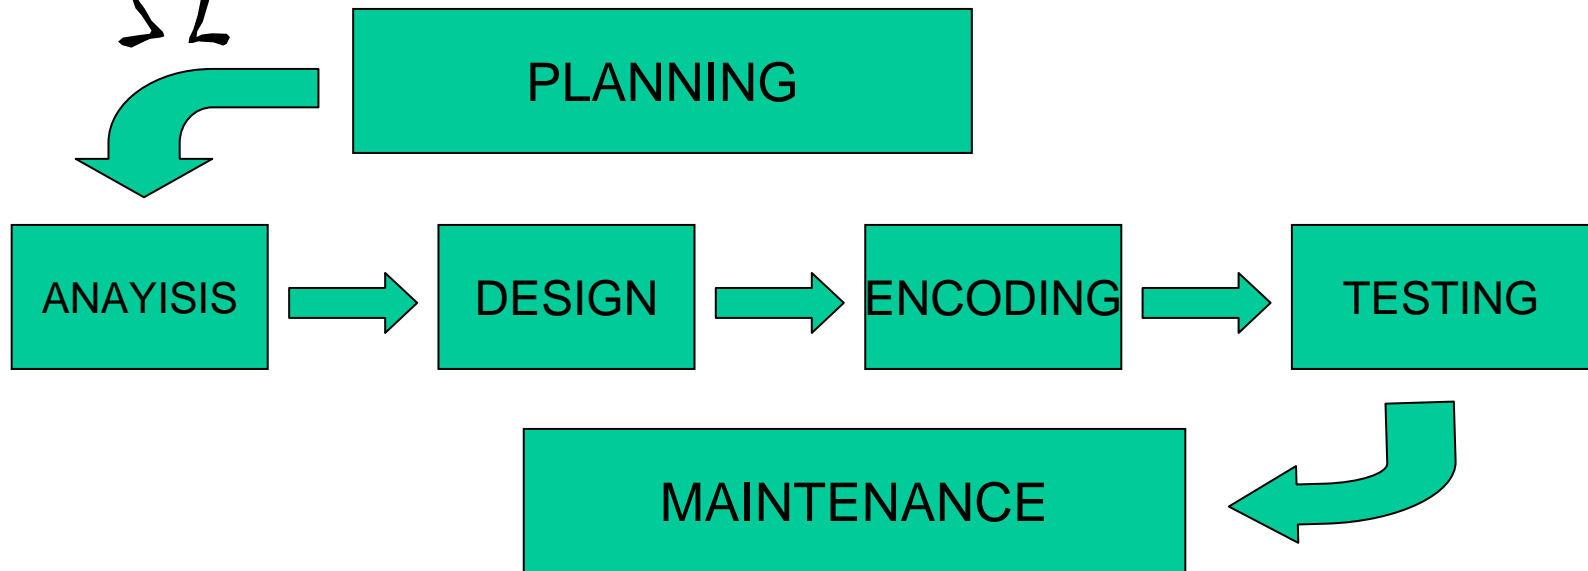 PLANNING
ANAYISIS
DESIGN
ENCODING
TESTING
MAINTENANCE